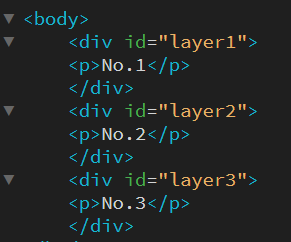 <body>
<div id="layer1">
<p>No.1</p>
</div>
<div id="layer2">
<p>No.2</p>
</div>
<div id="layer3">
<p>No.3</p>
</div>